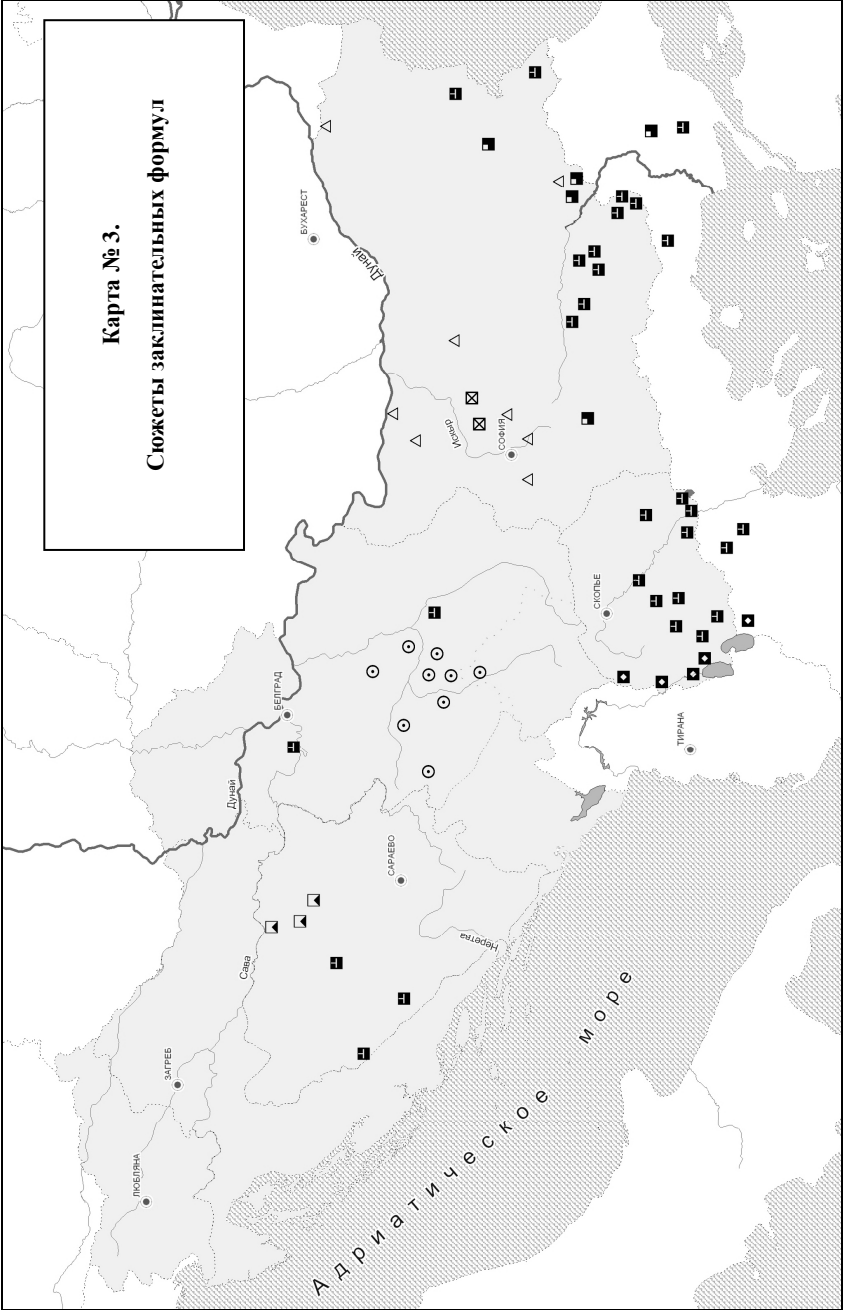 Карта № 3.
Сюжеты заклинательных формул
БУХАРЕСТ
Дунай
Искыр
СОФИЯ
СКОПЬЕ
БЕЛГРАД
Дунай
ТИРАНА
САРАЕВО
Неретва
Сава
ЗАГРЕБ
ЛЮБЛЯНА
Адриатическое море